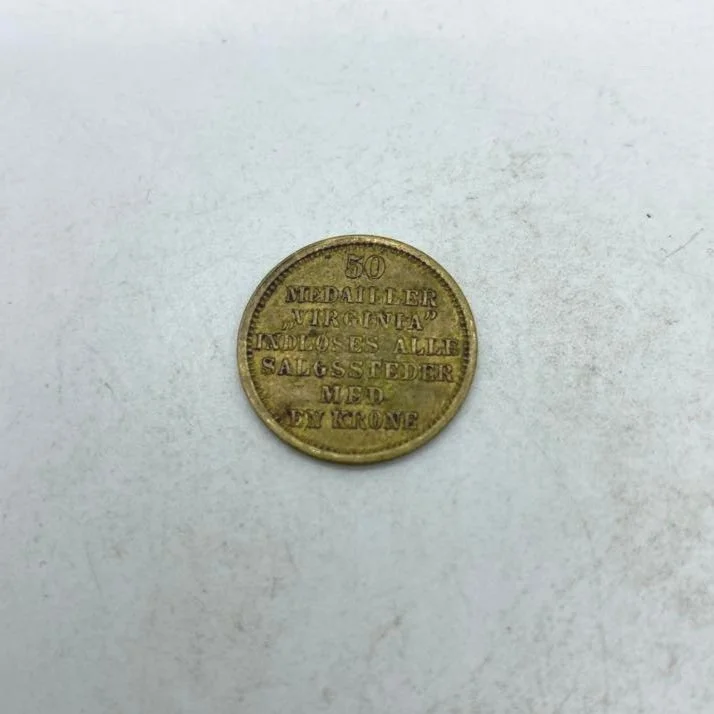 50
MEDAILLER
„VIRGINIA”
INDLØSES ALLE
SALGSSTEDER
MED
EN KRONE